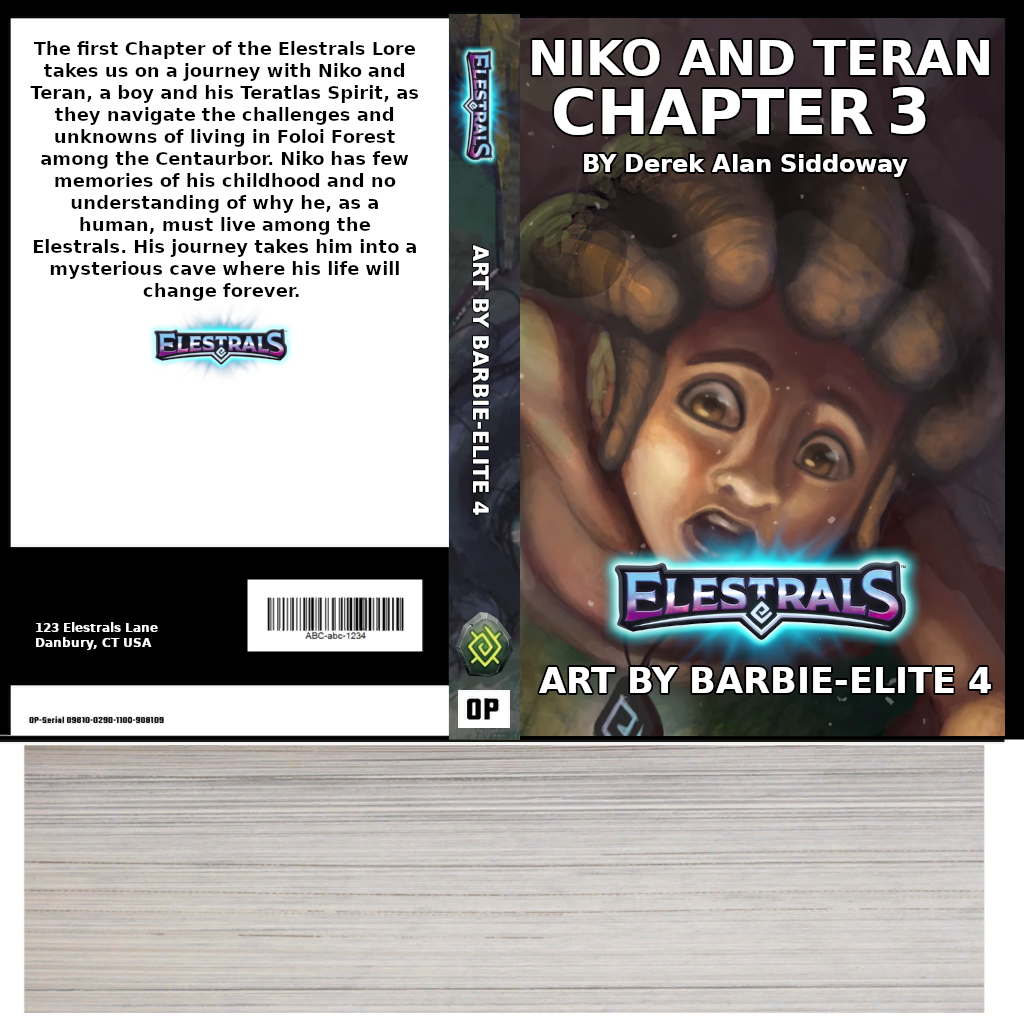 The first Chapter of the Elestrals Lore
takes us on a journey with Niko and
Teran, a boy and his Teratlas Spirit, as
they navigate the challenges and
unknowns of living in Foloi Forest
among the Centaurbor. Niko has few
memories of his childhood and no
understanding of why he, as a
human, must live among the
Elestrals. His journey takes him into a
mysterious cave where his life will
change forever.
ELESTRALS
123 Elestrals Lane
Danbury, CT USA
ABC-abc-1234
OP-Serial 09810-0290-1100-908109
ELESTRALS
ART BY BARBIE-ELITE 4
OP
NIKO AND TERAN
CHAPTER 3
BY Derek Alan Siddoway
ELESTRALS™
ART BY BARBIE-ELITE 4